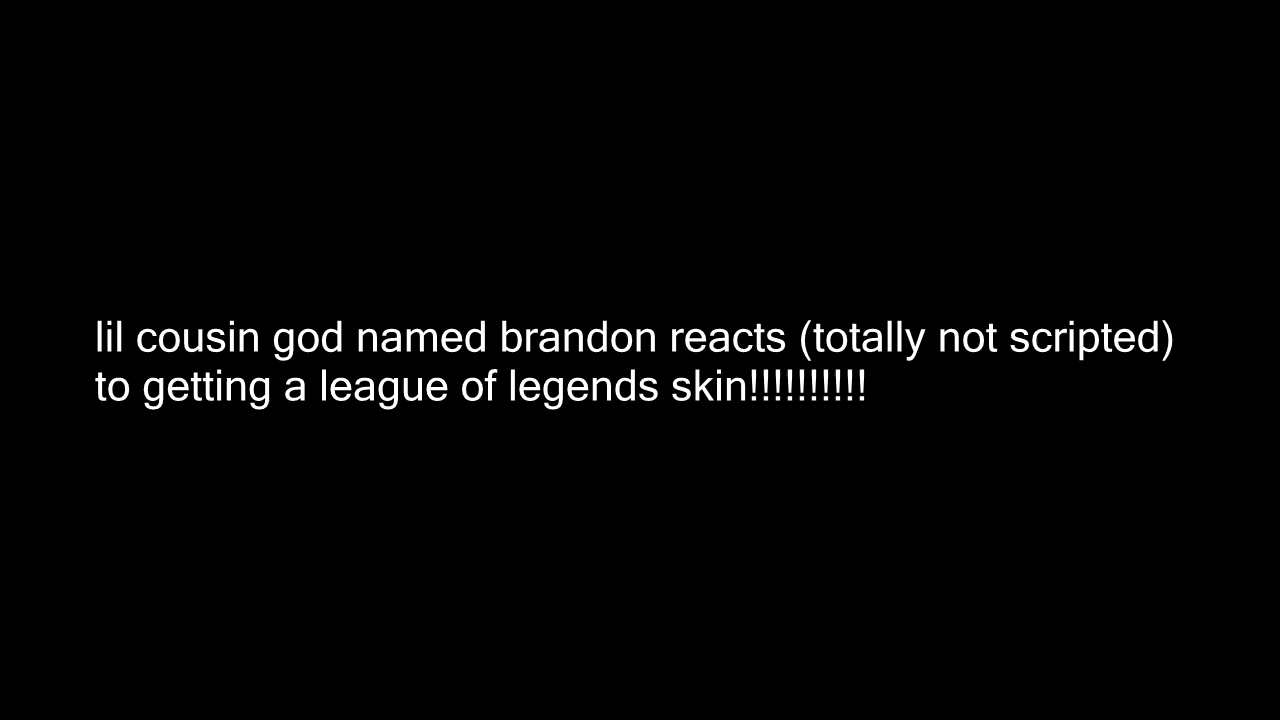 lil cousin god named brandon reacts (totally not scripted)
to getting a league of legends skin!!!!!!!!!!